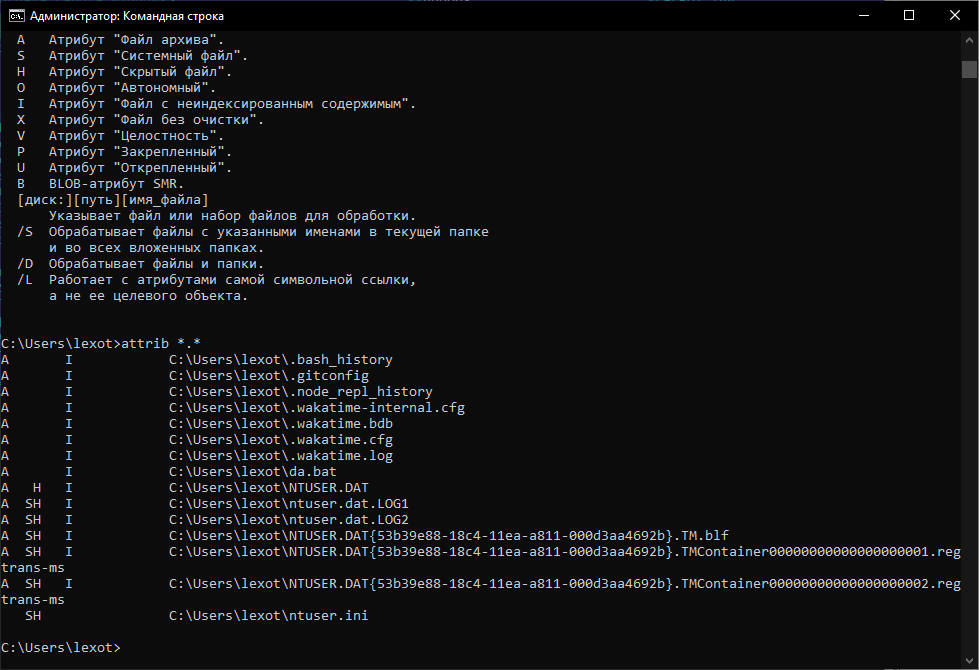 Администратор: Командная строка
A   Атрибут "Файл архива".
S   Атрибут "Системный файл".
H   Атрибут "Скрытый файл".
O   Атрибут "Автономный".
I   Атрибут "Файл с неиндексированным содержимым".
X   Атрибут "Файл без очистки".
V   Атрибут "Целостность".
P   Атрибут "Закрепленный".
U   Атрибут "Открепленный".
B   BLOB-атрибут SMR.
[диск:][путь][имя_файла]
Указывает файл или набор файлов для обработки.
/S  Обрабатывает файлы с указанными именами в текущей папке
и во всех вложенных папках.
/D  Обрабатывает файлы и папки.
/L  Работает с атрибутами самой символьной ссылки,
а не ее целевого объекта.
C:\Users\lexot>attrib *.*
A       I            C:\Users\lexot\.bash_history
A       I            C:\Users\lexot\.gitconfig
A       I            C:\Users\lexot\.node_repl_history
A       I            C:\Users\lexot\.wakatime-internal.cfg
A       I            C:\Users\lexot\.wakatime.bdb
A       I            C:\Users\lexot\.wakatime.cfg
A       I            C:\Users\lexot\.wakatime.log
A       I            C:\Users\lexot\da.bat
A   H   I            C:\Users\lexot\NTUSER.DAT
A  SH   I            C:\Users\lexot\ntuser.dat.LOG1
A  SH   I            C:\Users\lexot\ntuser.dat.LOG2
A  SH   I            C:\Users\lexot\NTUSER.DAT{53b39e88-18c4-11ea-a811-000d3aa4692b}.TM.blf
A  SH   I            C:\Users\lexot\NTUSER.DAT{53b39e88-18c4-11ea-a811-000d3aa4692b}.TMContainer00000000000000000001.reg
trans-ms
A  SH   I            C:\Users\lexot\NTUSER.DAT{53b39e88-18c4-11ea-a811-000d3aa4692b}.TMContainer00000000000000000002.reg
trans-ms
SH                C:\Users\lexot\ntuser.ini
C:\Users\lexot>